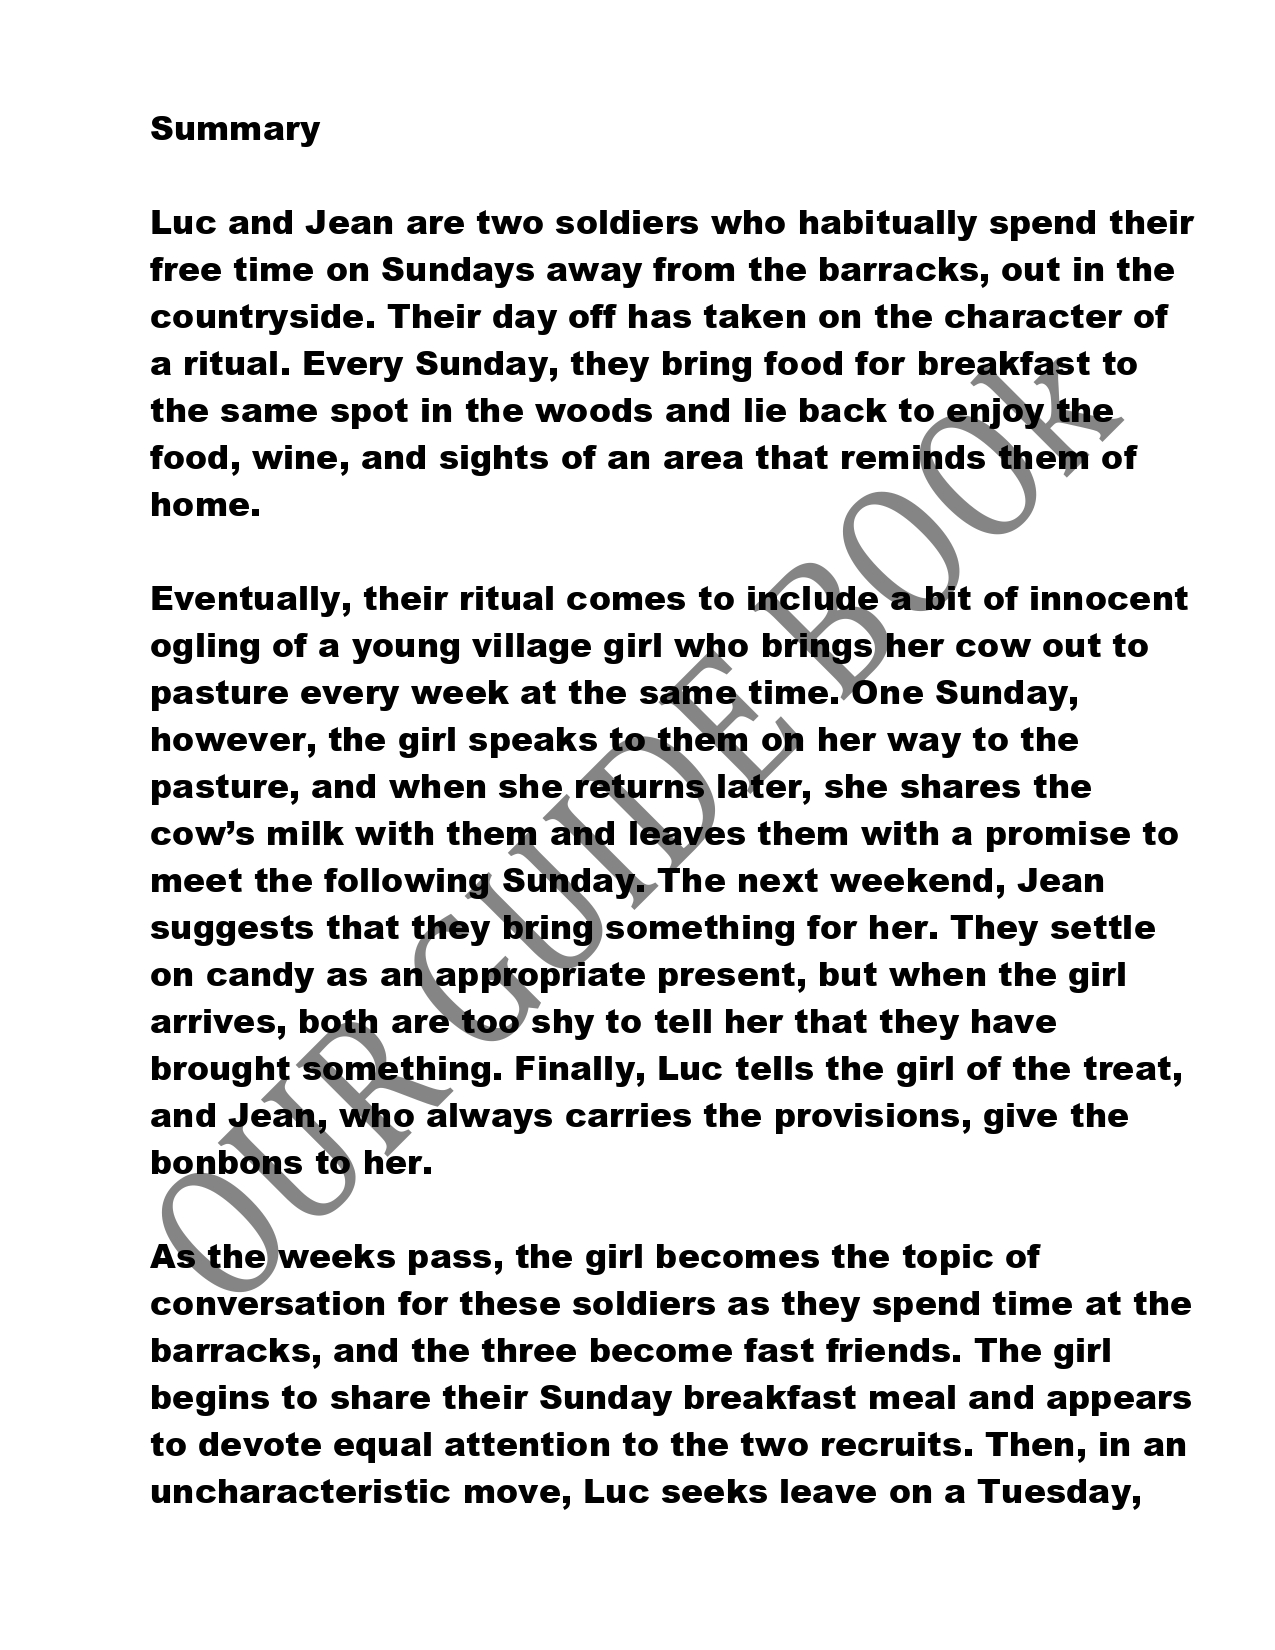 Summary
Luc and Jean are two soldiers who habitually spend their
free time on Sundays away from the barracks, out in the
countryside. Their day off has taken on the character of
a ritual. Every Sunday, they bring food for breakfast to
the same spot in the woods and lie back to enjoy the
food, wine, and sights of an area that reminds them of
home.
Eventually, their ritual comes to include a bit of innocent
ogling of a young village girl who brings her cow out to
pasture every week at the same time. One Sunday,
however, the girl speaks to them on her way to the
pasture, and when she returns later, she shares the
cow’s milk with them and leaves them with a promise to
meet the following Sunday. The next weekend, Jean
suggests that they bring something for her. They settle
on candy as an appropriate present, but when the girl
arrives, both are too shy to tell her that they have
brought something. Finally, Luc tells the girl of the treat,
and Jean, who always carries the provisions, give the
bonbons to her.
As the weeks pass, the girl becomes the topic of
conversation for these soldiers as they spend time at the
barracks, and the three become fast friends. The girl
begins to share their Sunday breakfast meal and appears
to devote equal attention to the two recruits. Then, in an
uncharacteristic move, Luc seeks leave on a Tuesday,
OUR GUIDE BOOk